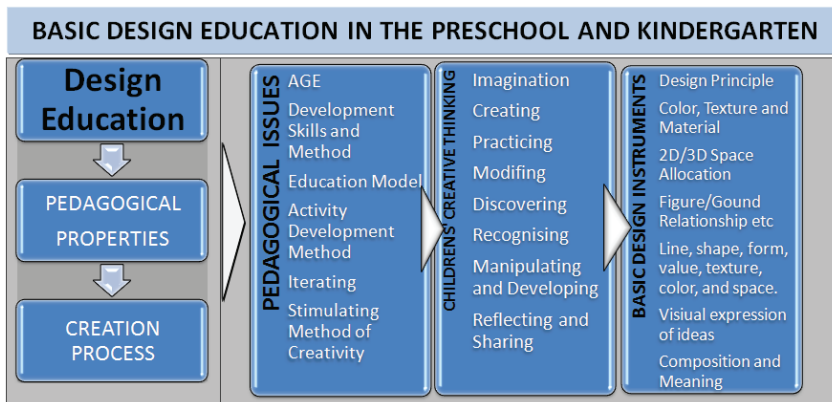 BASIC DESIGN EDUCATION IN THE PRESCHOOL AND KINDERGARTEN
Design
Education
PEDAGOGICAL
PROPERTIES
CREATION
PROCESS
PEDAGOGICAL ISSUES
AGE
Development
Skills and
Method
Education Model
Activity
Development
Method
Iterating
Stimulating
Method of
Creativity
CHILDRENS' CREATIVE THINKING
Imagination
Creating
Practicing
Modifing
Discovering
Recognising
Manipulating
and Developing
Reflecting and
Sharing
BASIC DESIGN INSTRUMENTS
Design Principle
Color, Texture and
Material
2D/3D Space
Allocation
Figure/Gound
Relationship etc
Line, shape, form,
value, texture,
color, and space.
Visiual expression
of ideas
Composition and
Meaning